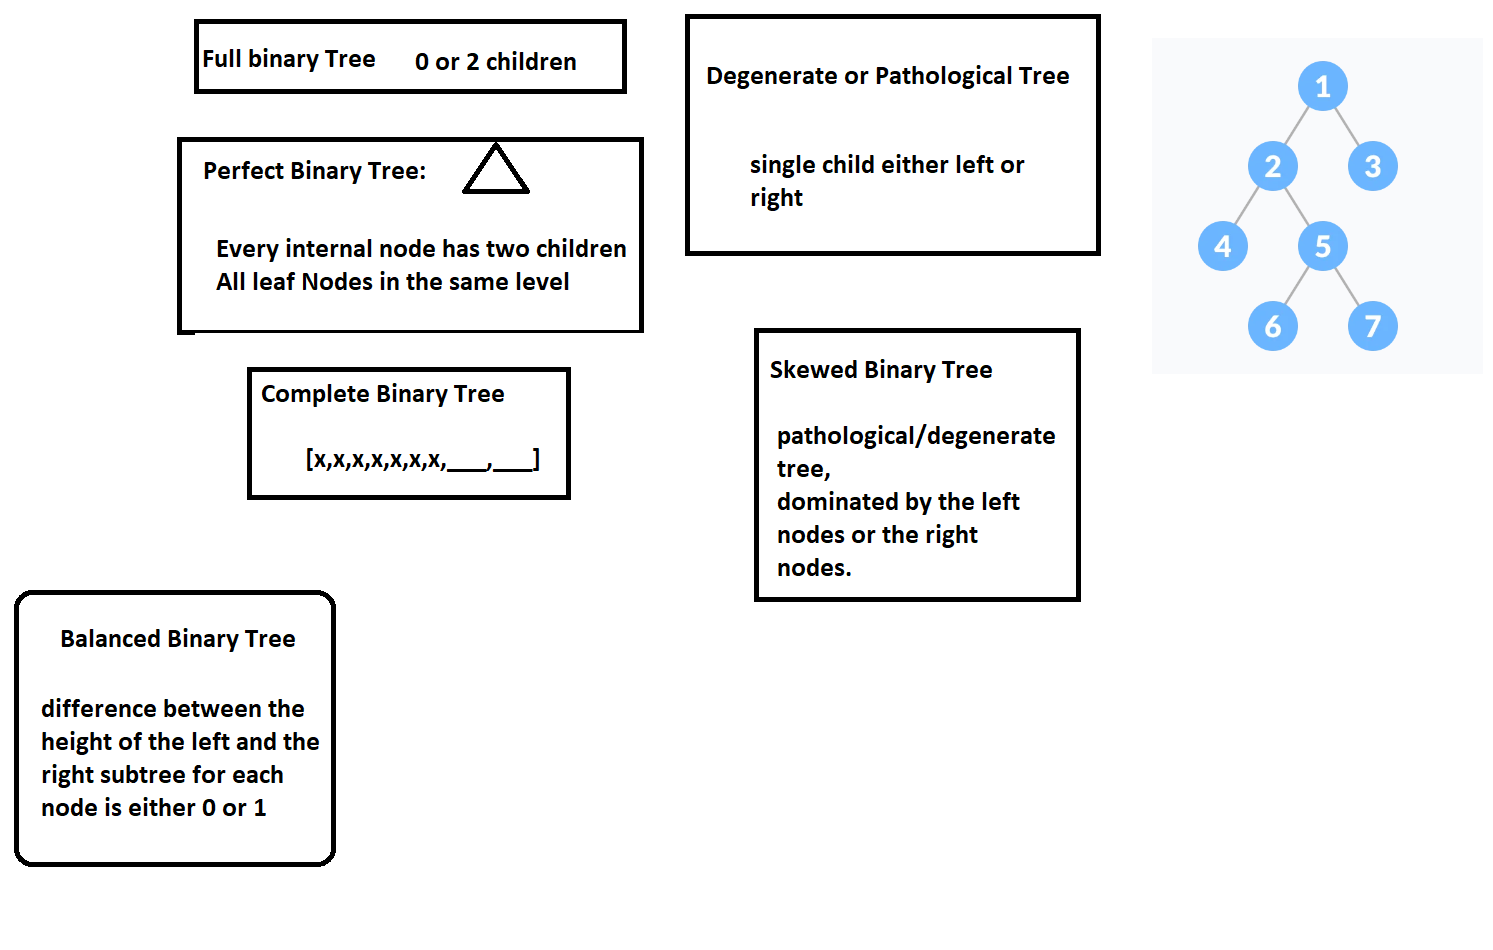 Full binary Tree 0 or 2 children
Perfect Binary Tree:
Every internal node has two children
All leaf Nodes in the same level
Complete Binary Tree
[x,x,x,x,x,x,x,___,___]
Balanced Binary Tree
difference between the
height of the left and the
right subtree for each
node is either 0 or 1
Degenerate or Pathological Tree
single child either left or
right
Skewed Binary Tree
pathological/degenerate
tree,
dominated by the left
nodes or the right
nodes.
1
2 3
4 5
6 7